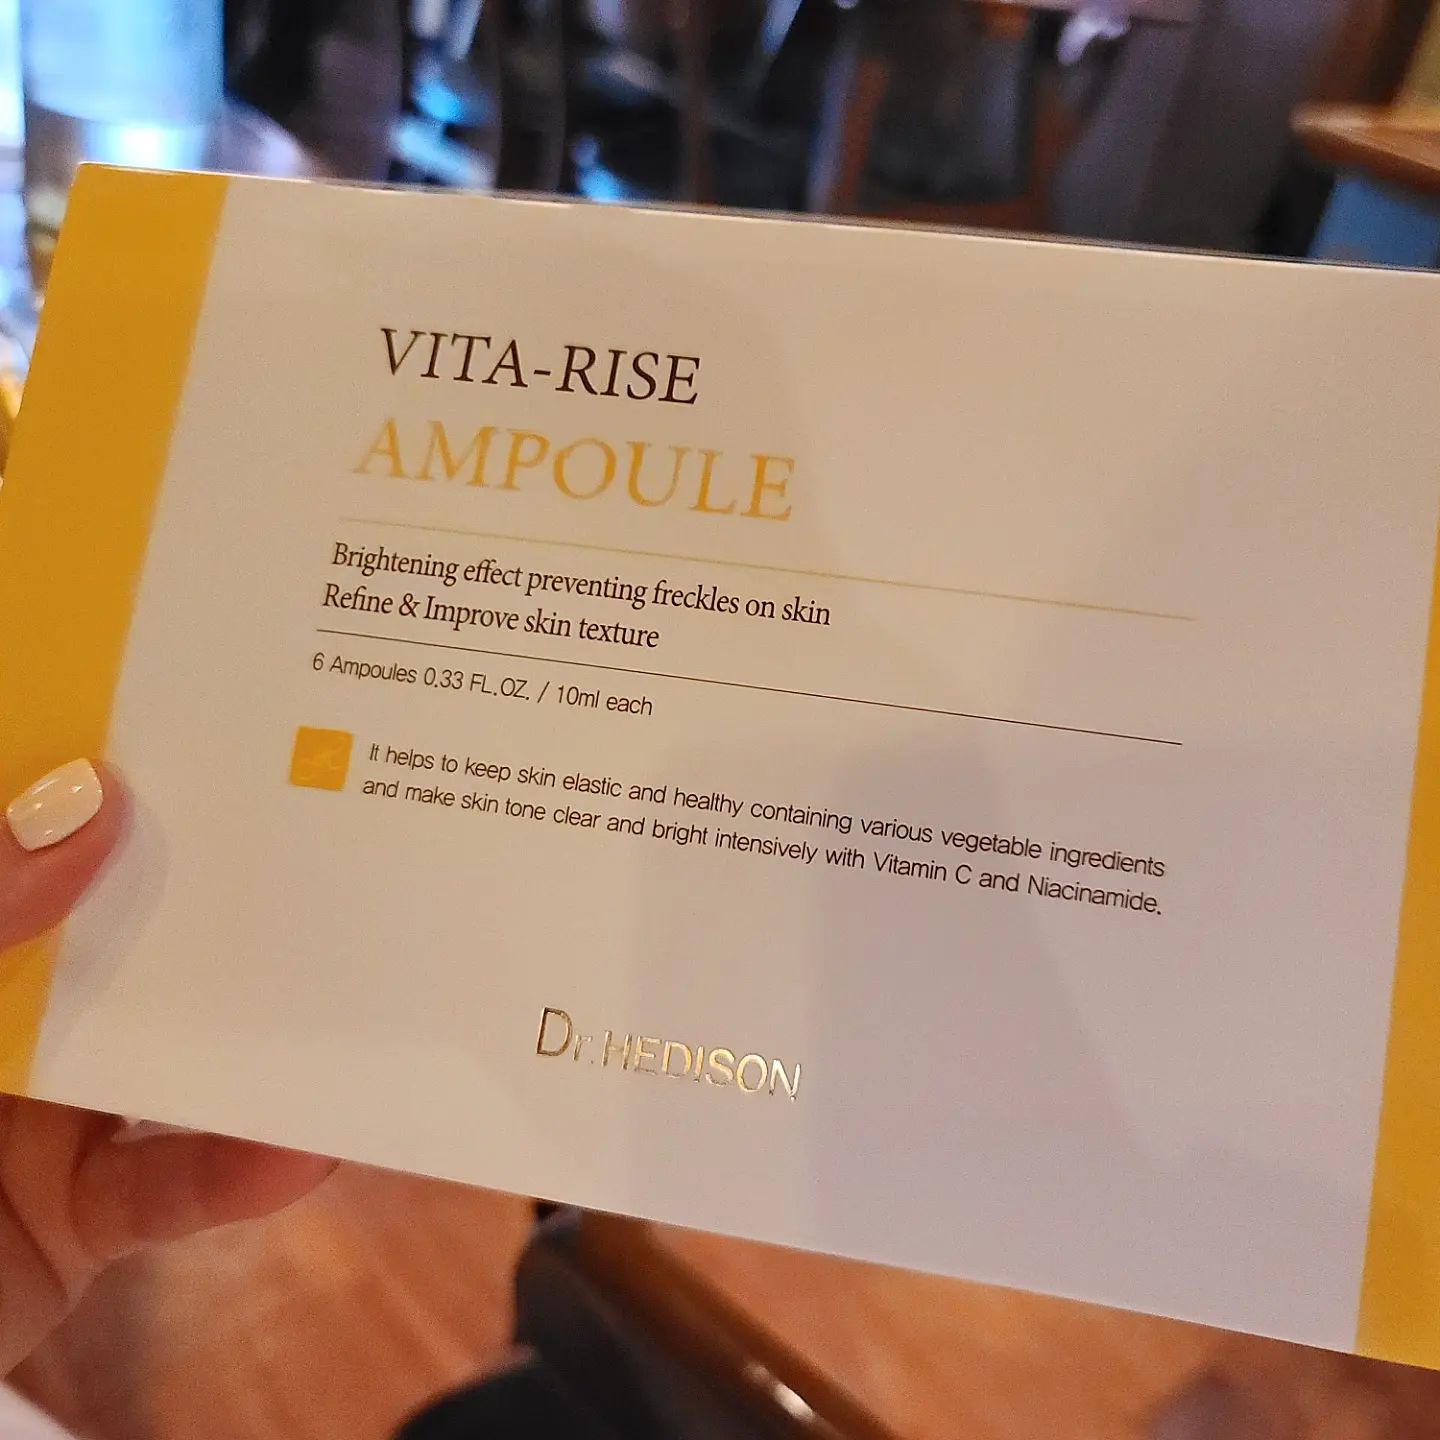 VITA-RISE
AMPOULE
Brightening effect preventing freckles on skin
Refine & Improve skin texture
6 Ampoules 0.33 FL.OZ. / 10ml each
It helps to keep skin elastic and healthy containing various vegetable ingredients
and make skin tone clear and bright intensively with Vitamin C and Niacinamide.
Dr.HEDISON